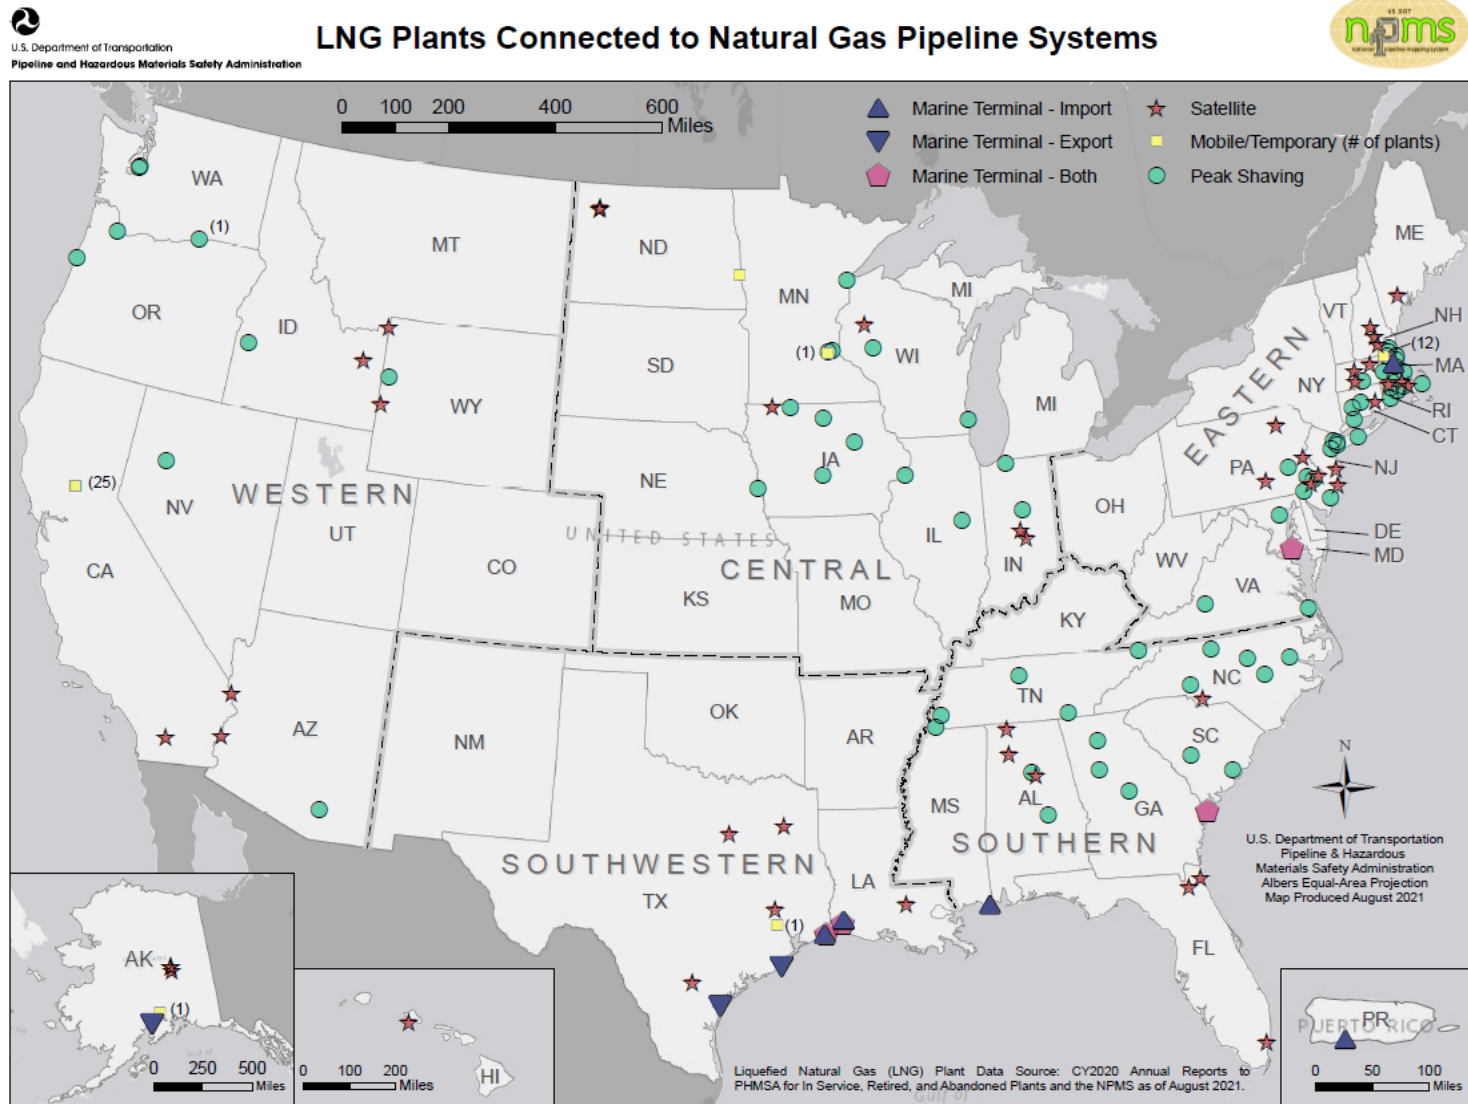 U.S. Department of Transportation
Pipeline and Hazardous Materials Safety Administration
LNG Plants Connected to Natural Gas Pipeline Systems
US DOT
npms
national pipeline mapping system
0 100 200 400 600
Miles
Marine Terminal - Import
Marine Terminal - Export
Marine Terminal - Both
Satellite
Mobile/Temporary (# of plants)
Peak Shaving
WA
(1)
MT
ND
MN
MI
ME
VT
NH
(12)
MA
OR
ID
SD
(1)
WI
NY
EASTERN
MI
RI
CT
WY
IA
NE
PA
NJ
(25)
NV
WESTERN
UT
UNITED STATES
CENTRAL
IL
IN
OH
DE
MD
WV
VA
CA
CO
KS
MO
KY
AZ
NM
OK
AR
TN
NC
SC
MS
AL
GA
SOUTHERN
SOUTHWESTERN
TX
LA
(1)
FL
N
U.S. Department of Transportation
Pipeline & Hazardous
Materials Safety Administration
Albers Equal-Area Projection
Map Produced August 2021
AK
(1)
0 250 500
Miles
HI
0 100 200
Miles
PR
PUERTO RICO
0 50 100
Miles
Liquefied Natural Gas (LNG) Plant Data Source: CY2020 Annual Reports to
PHMSA for In Service, Retired, and Abandoned Plants and the NPMS as of August 2021.
Gulf of